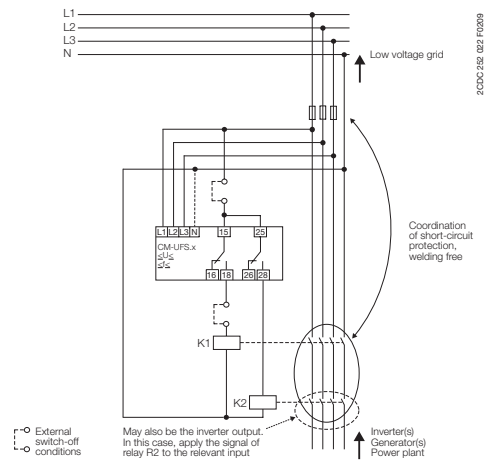 L1
L2
L3
N
Low voltage grid
2CDC 252 022 F0209
L1 L2 L3 N 15 25
CM-UFS.x
<U<
<f<
16 18 26 28
Coordination
of short-circuit
protection,
welding free
K1
K2
External
switch-off
conditions
May also be the inverter output.
In this case, apply the signal of
relay R2 to the relevant input
Inverter(s)
Generator(s)
Power plant